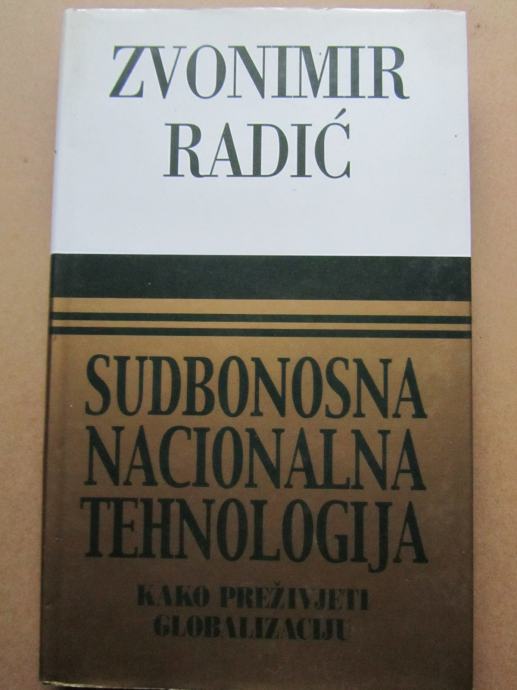 ZVONIMIR
RADIĆ
SUDBONOSNA
NACIONALNA
TEHNOLOGIJA
KAKO PREŽIVJETI
GLOBALIZACIJU